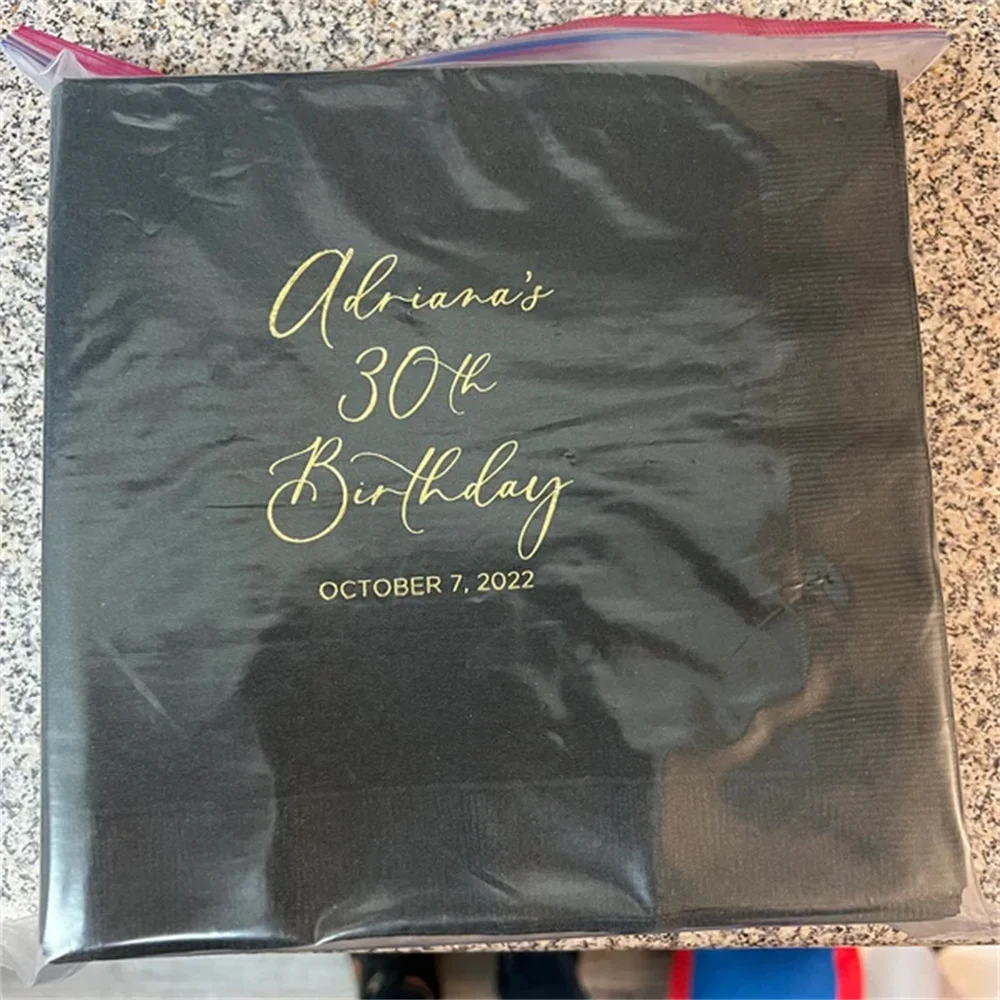 Adriana's
30th
Birthday
OCTOBER 7, 2022